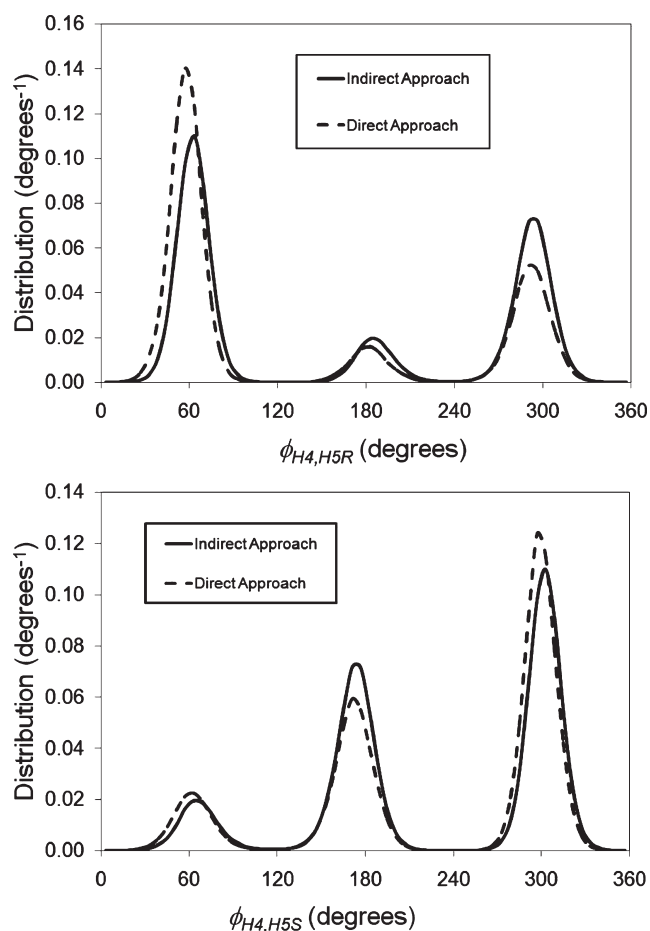 0.16
0.14
0.12
0.10
0.08
0.06
0.04
0.02
0.00
Distribution (degrees-1)
Indirect Approach
Direct Approach
0 60 120 180 240 300 360
ϕH4,H5R (degrees)
0.14
0.12
0.10
0.08
0.06
0.04
0.02
0.00
Distribution (degrees-1)
Indirect Approach
Direct Approach
0 60 120 180 240 300 360
ϕH4.H5S (degrees)